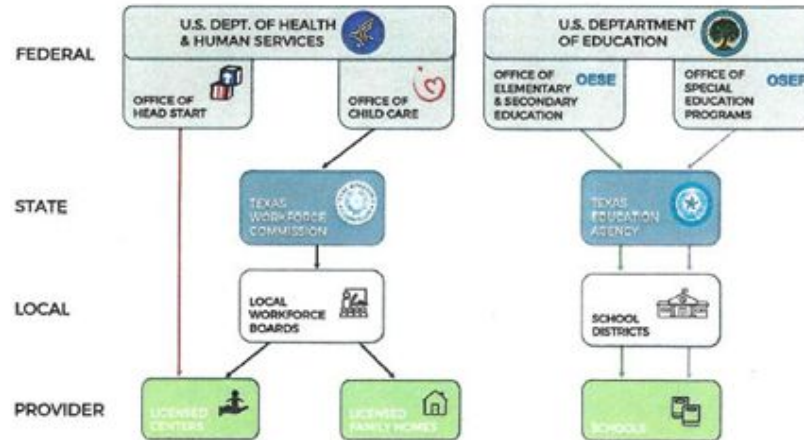 FEDERAL
U.S. DEPT. OF HEALTH
& HUMAN SERVICES
OFFICE OF
HEAD START
OFFICE OF
CHILD CARE
U.S. DEPTARTMENT
OF EDUCATION
OFFICE OF
ELEMENTARY
& SECONDARY
EDUCATION
OESE
OFFICE OF
SPECIAL
EDUCATION
PROGRAMS
OSEP
STATE
TEXAS
WORKFORCE
COMMISSION
TEXAS
EDUCATION
AGENCY
LOCAL
LOCAL
WORKFORCE
BOARDS
SCHOOL
DISTRICTS
PROVIDER
LICENSED
CENTERS
LICENSED
FAMILY HOMES
SCHOOLS